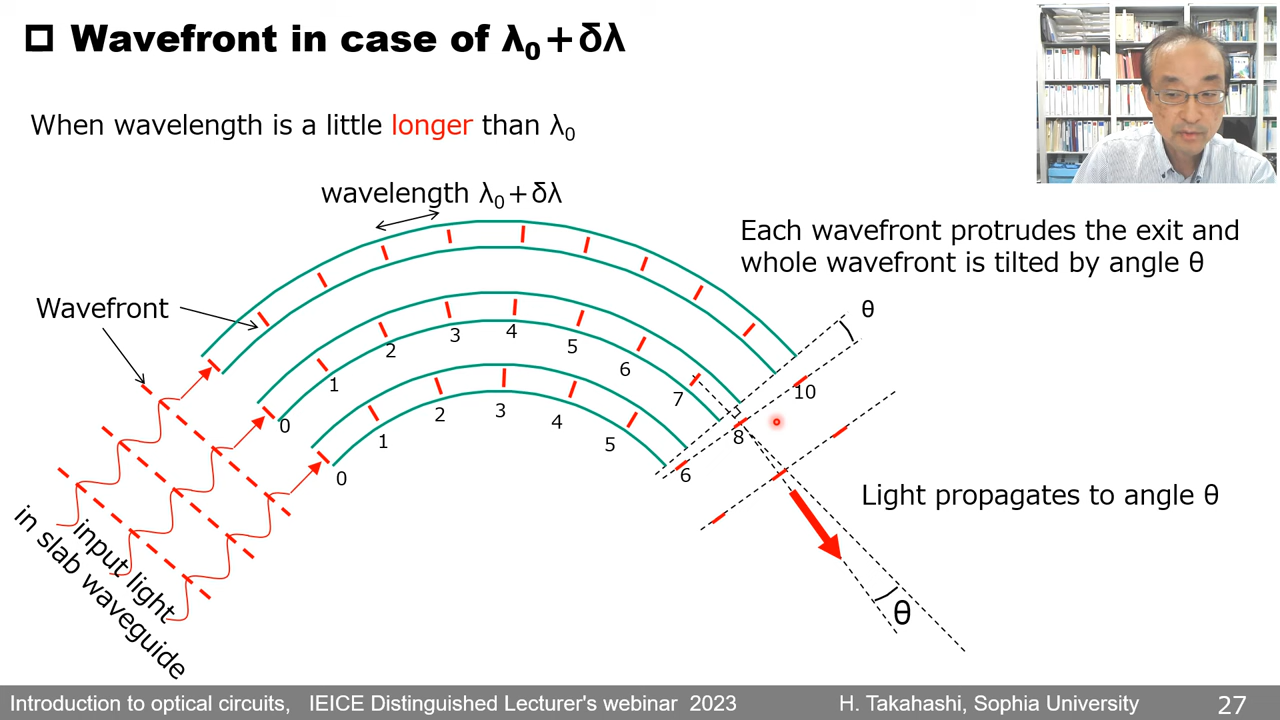 Wavefront in case of λ₀+δλ
When wavelength is a little longer than λ₀
wavelength λ₀+δλ
Each wavefront protrudes the exit and
whole wavefront is tilted by angle θ
θ
Wavefront
0
1
2
3
4
5
6
7
8
10
0
1
2
3
4
5
6
Light propagates to angle θ
θ
input light
in slab waveguide
Introduction to optical circuits, IEICE Distinguished Lecturer's webinar 2023 H. Takahashi, Sophia University 27